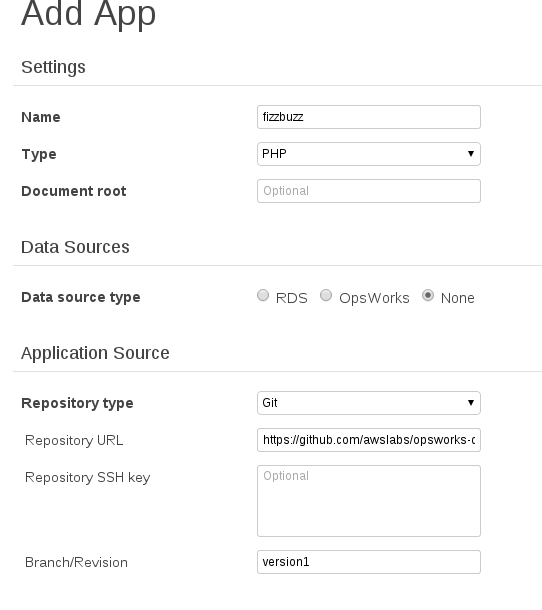 Add App
Settings
Name fizzbuzz
Type PHP
Document root Optional
Data Sources
Data source type RDS OpsWorks None
Application Source
Repository type Git
Repository URL https://github.com/awslabs/opsworks-
Repository SSH key Optional
Branch/Revision version1